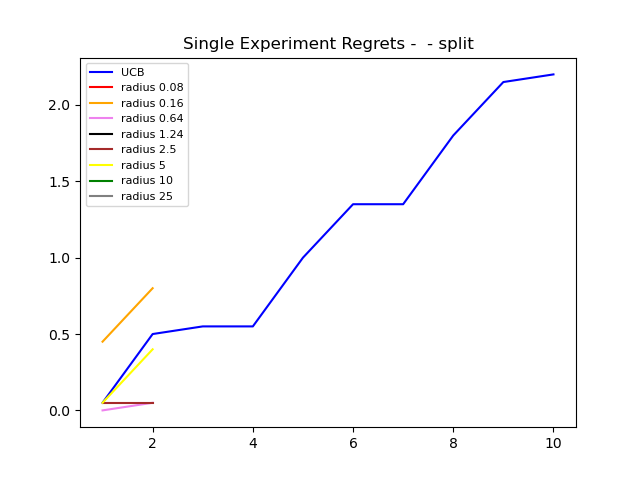 Single Experiment Regrets -  - split
UCB
radius 0.08
radius 0.16
radius 0.64
radius 1.24
radius 2.5
radius 5
radius 10
radius 25
2.0
1.5
1.0
0.5
0.0
2 4 6 8 10